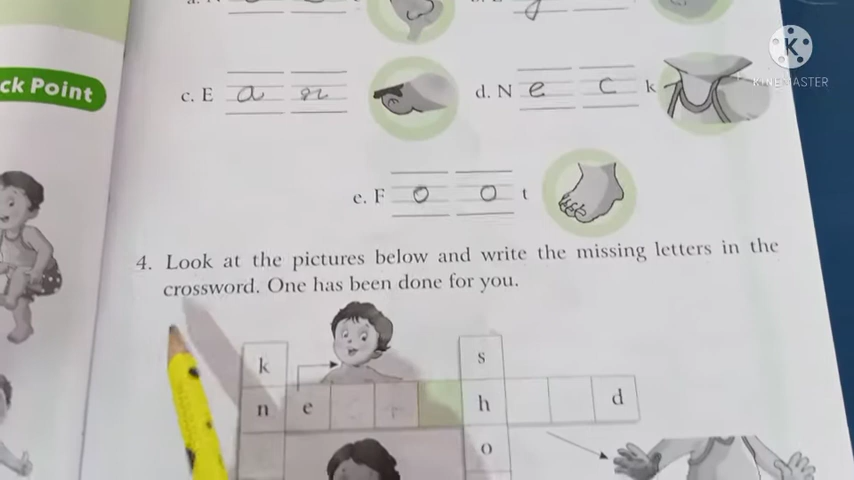 ck Point
c. E a r
d. N e c k
e. F o o t
4. Look at the pictures below and write the missing letters in the
crossword. One has been done for you.
k
s
n e
h
d
o
K
KINEMASTER